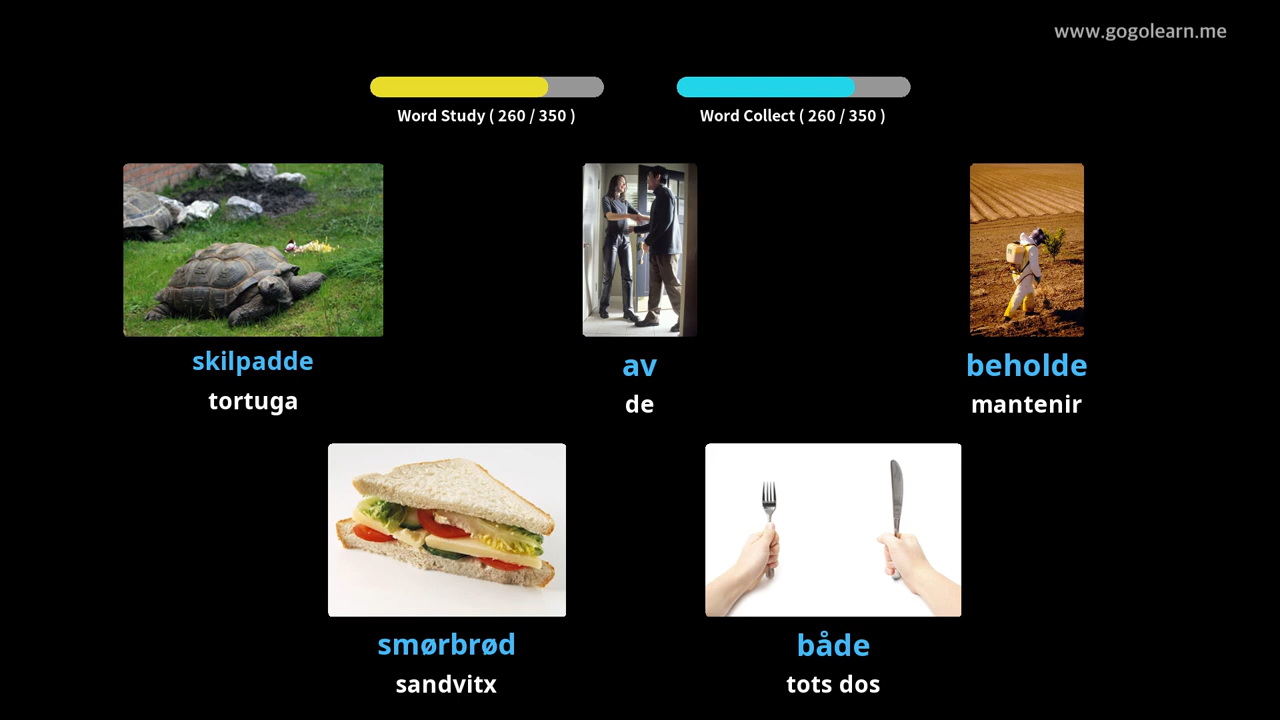 www.gogolearn.me
Word Study ( 260 / 350 )
Word Collect ( 260 / 350 )
skilpadde
tortuga
av
de
beholde
mantenir
smørbrød
sandvitx
både
tots dos